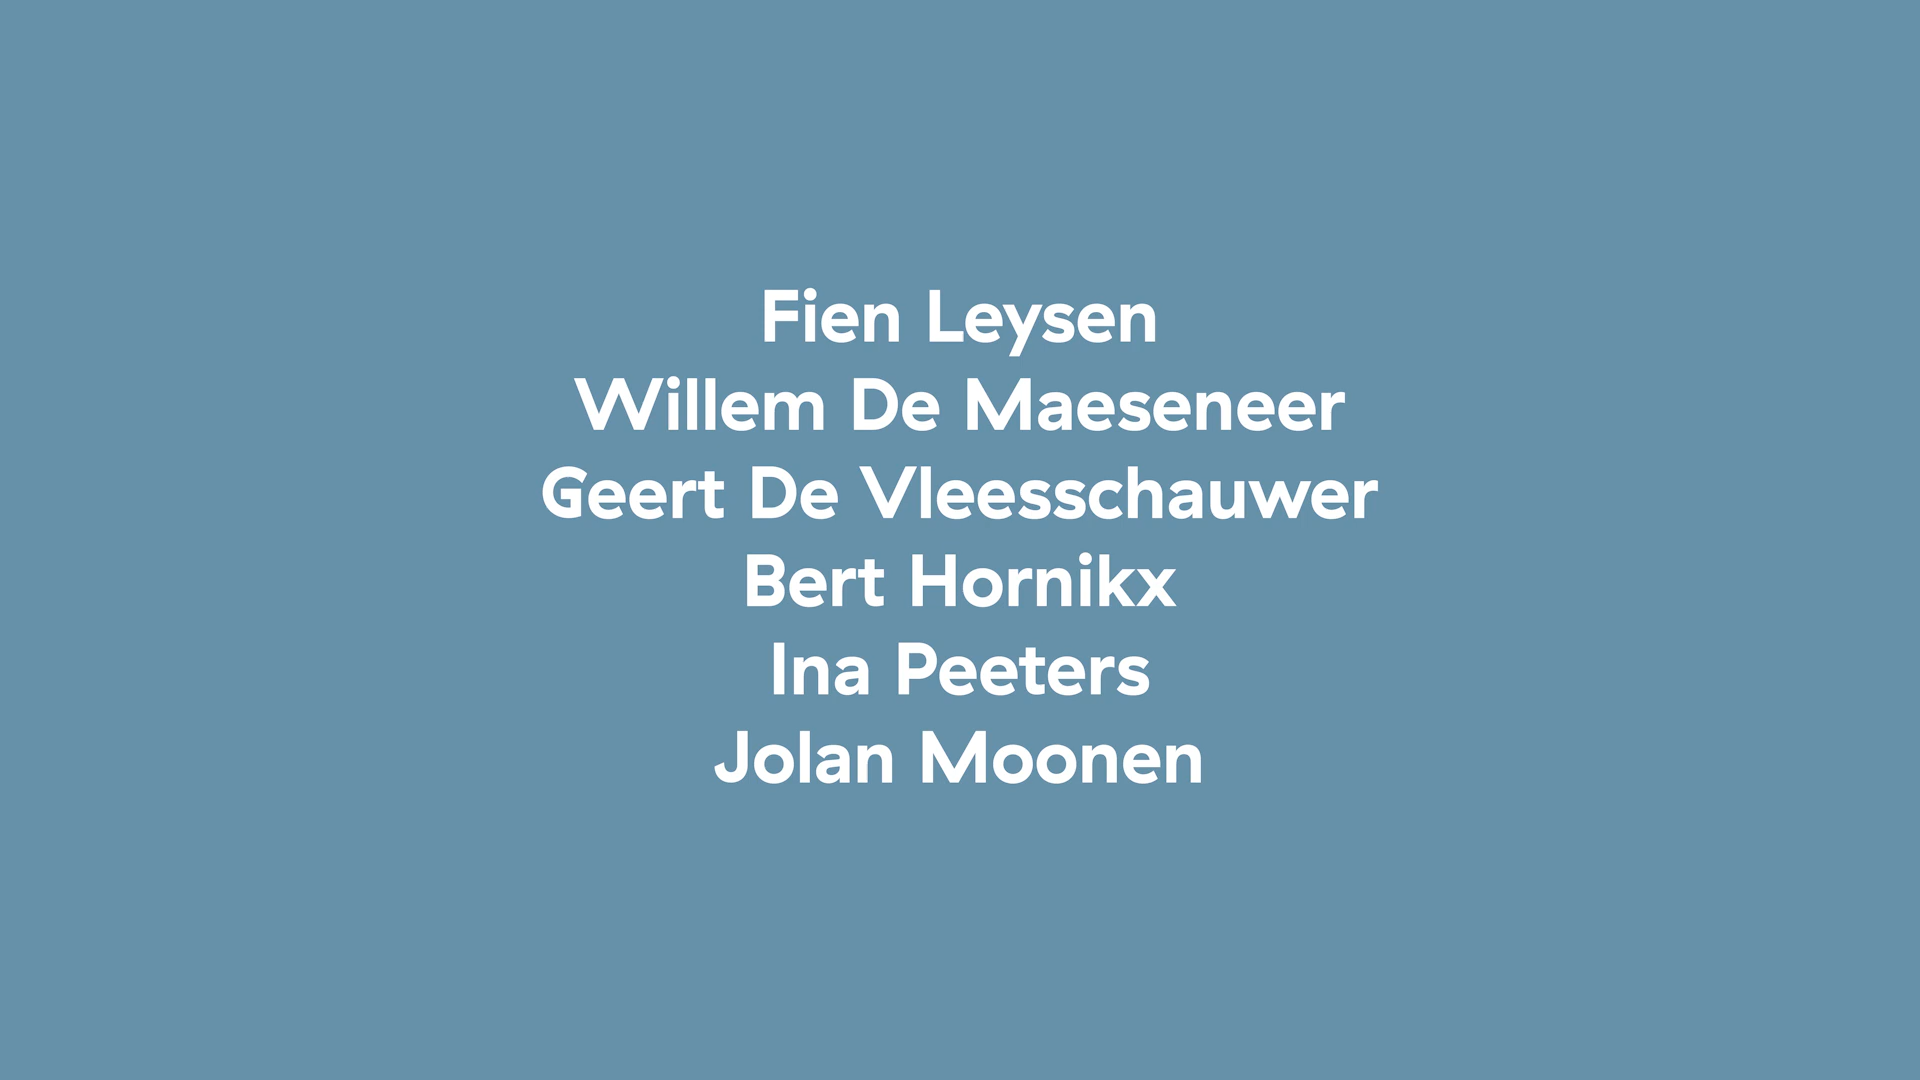 Fien Leysen
Willem De Maeseneer
Geert De Vleesschauwer
Bert Hornikx
Ina Peeters
Jolan Moonen